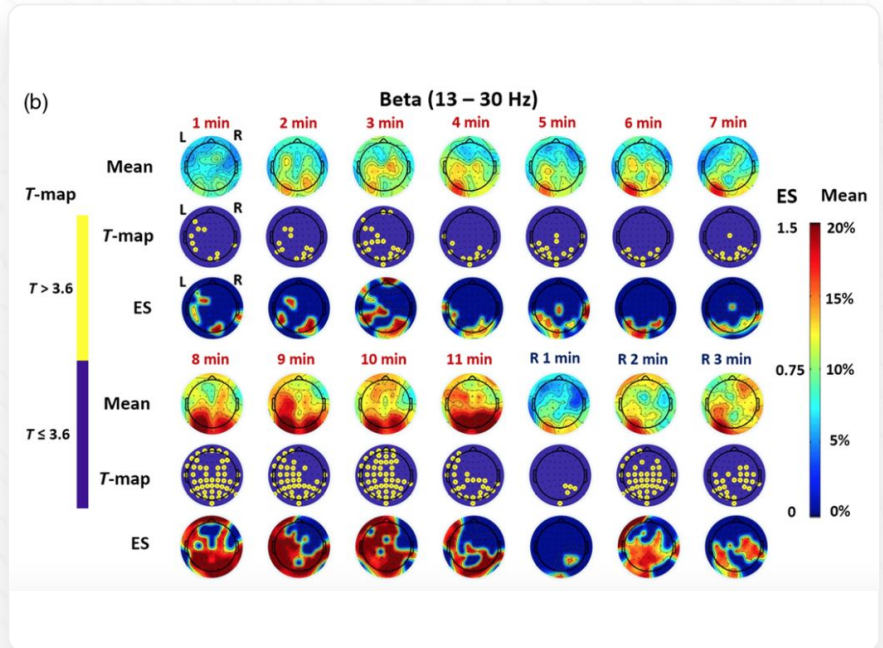 (b)
Beta (13 – 30 Hz)
1 min 2 min 3 min 4 min 5 min 6 min 7 min
L R
Mean
T-map
ES Mean
L R
T-map
1.5 20%
T > 3.6
L R
ES
15%
8 min 9 min 10 min 11 min R 1 min R 2 min R 3 min
0.75 10%
Mean
T ≤ 3.6
5%
T-map
0 0%
ES